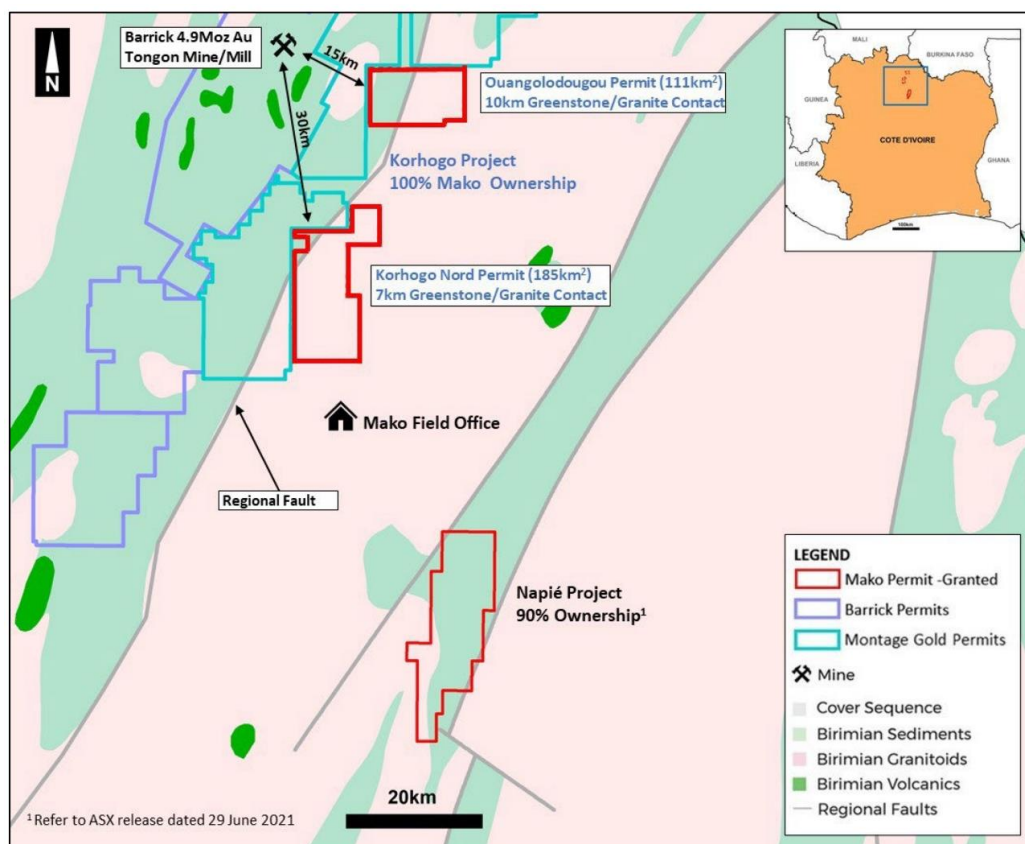 N
Barrick 4.9Moz Au
Tongon Mine/Mill
15km
30km
Ouangolodougou Permit (111km²)
10km Greenstone/Granite Contact
Korhogo Project
100% Mako Ownership
Korhogo Nord Permit (185km²)
7km Greenstone/Granite Contact
Mako Field Office
Regional Fault
Napié Project
90% Ownership¹
20km
¹ Refer to ASX release dated 29 June 2021
MALI
BURKINA FASO
GUINEA
COTE D'IVOIRE
LIBERIA
GHANA
100km
LEGEND
Mako Permit -Granted
Barrick Permits
Montage Gold Permits
Mine
Cover Sequence
Birimian Sediments
Birimian Granitoids
Birimian Volcanics
Regional Faults